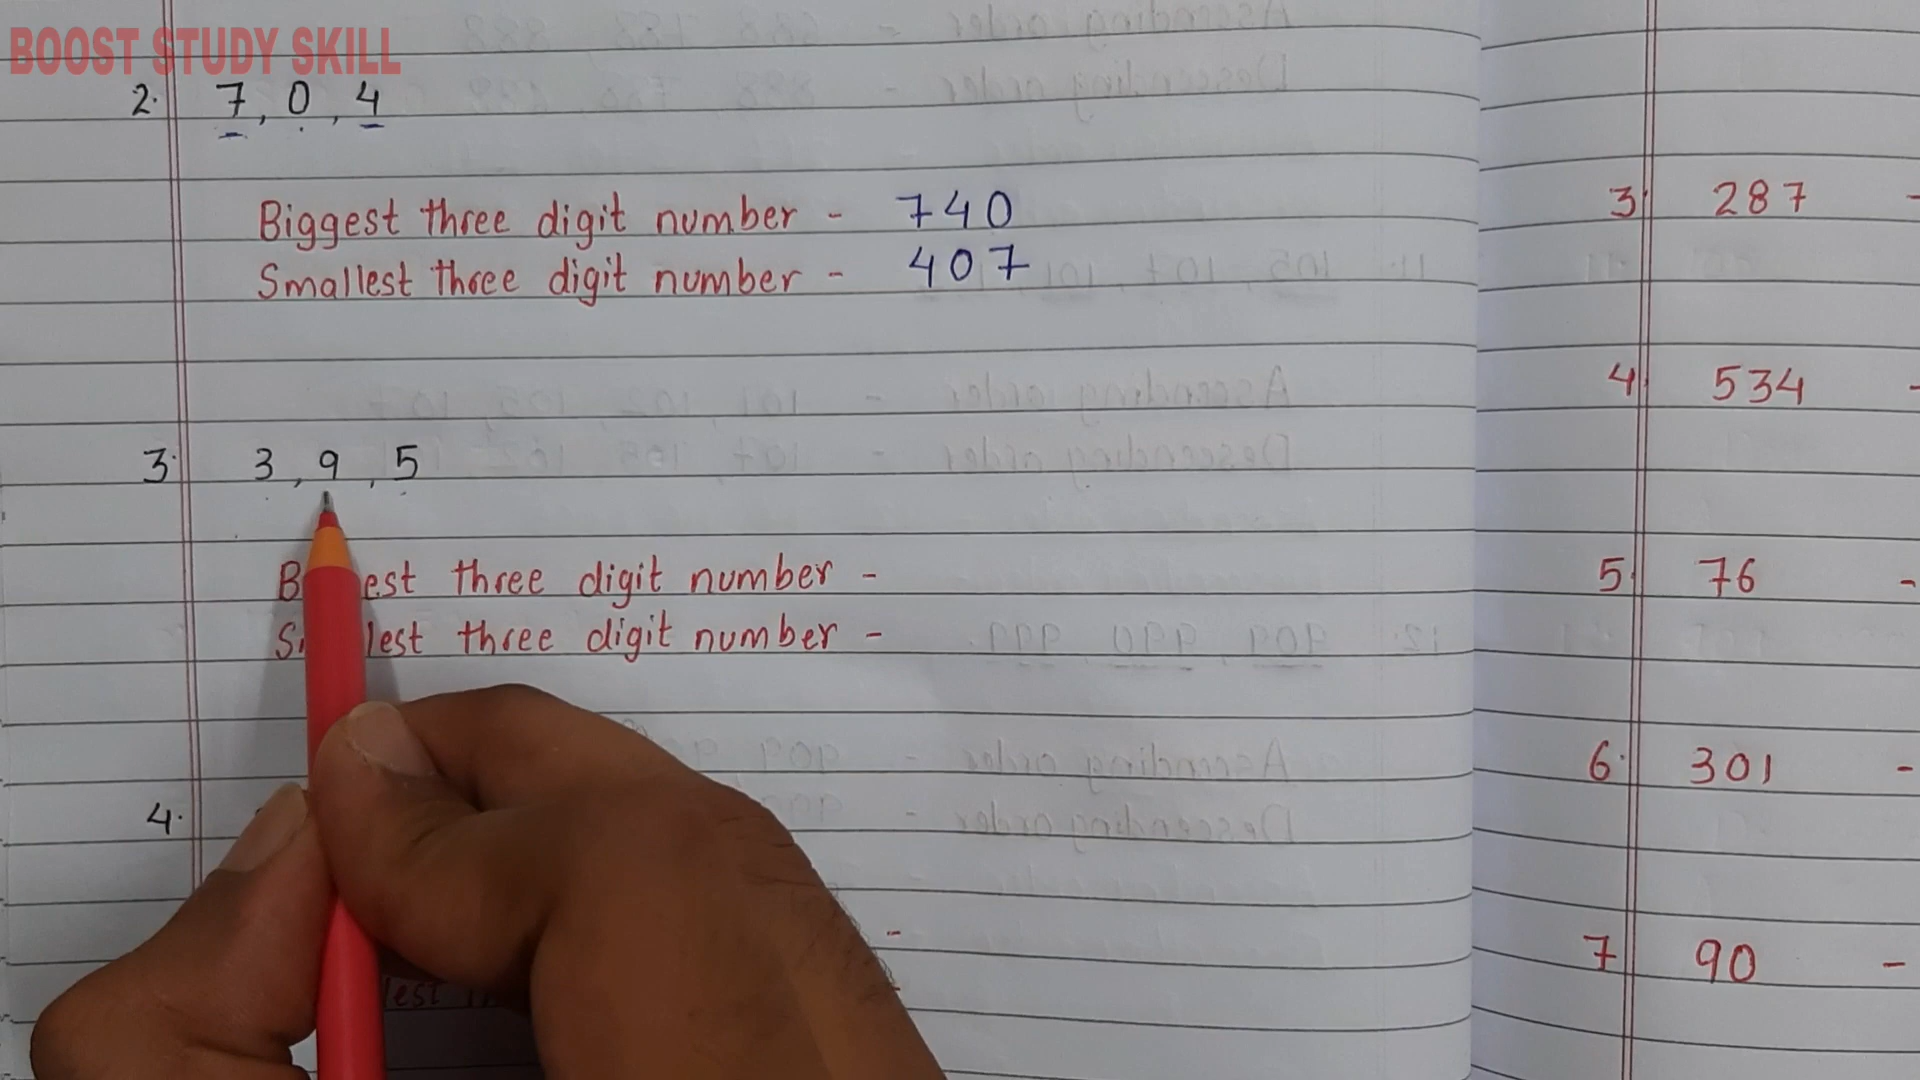 BOOST STUDY SKILL
2. 7, 0, 4
Biggest three digit number - 740
Smallest three digit number - 407
3. 3, 9, 5
B est three digit number -
S lest three digit number -
4.
-
lest
3. 287 -
4. 534 -
5. 76 -
6. 301 -
7. 90 -